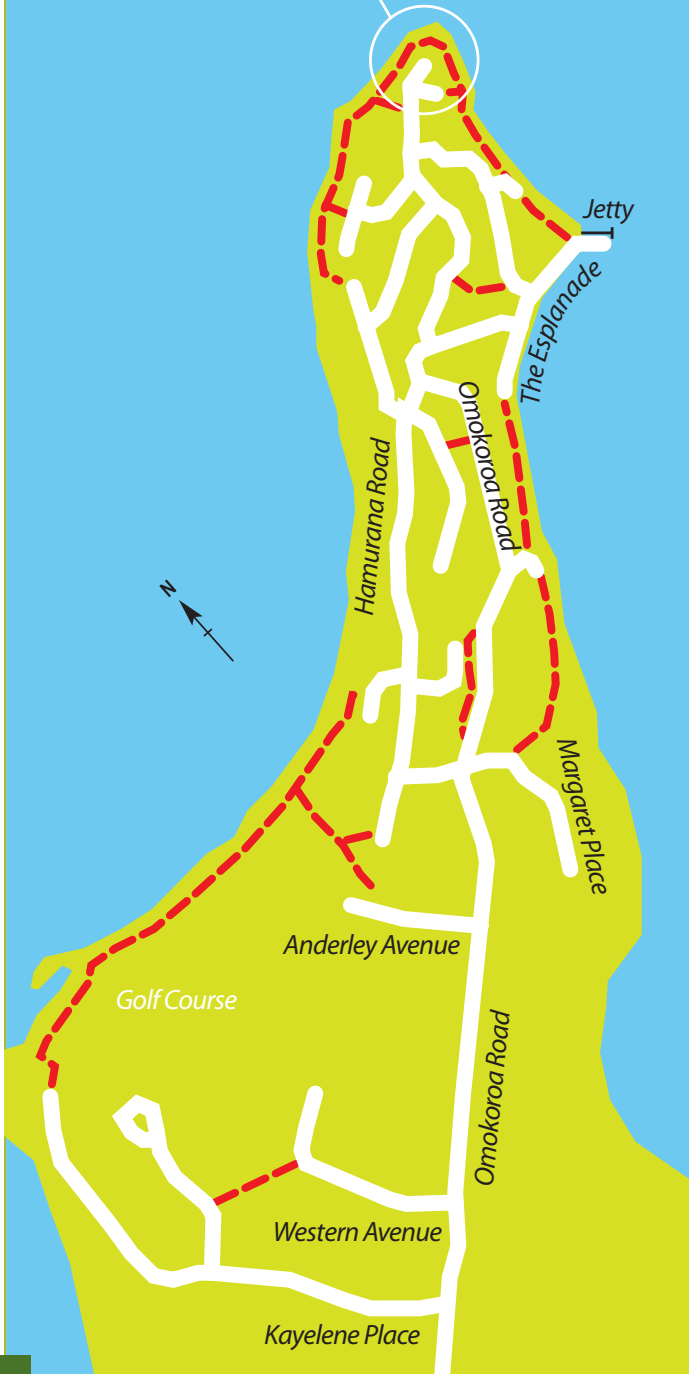 Jetty
The Esplanade
Omokoroa Road
Hamurana Road
N
Margaret Place
Anderley Avenue
Golf Course
Omokoroa Road
Western Avenue
Kayelene Place